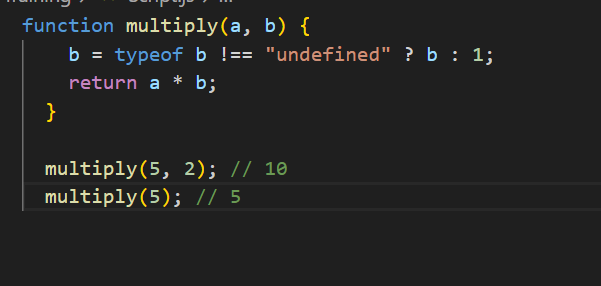 function multiply(a, b) {
b = typeof b !== "undefined" ? b : 1;
return a * b;
}
multiply(5, 2); // 10
multiply(5); // 5